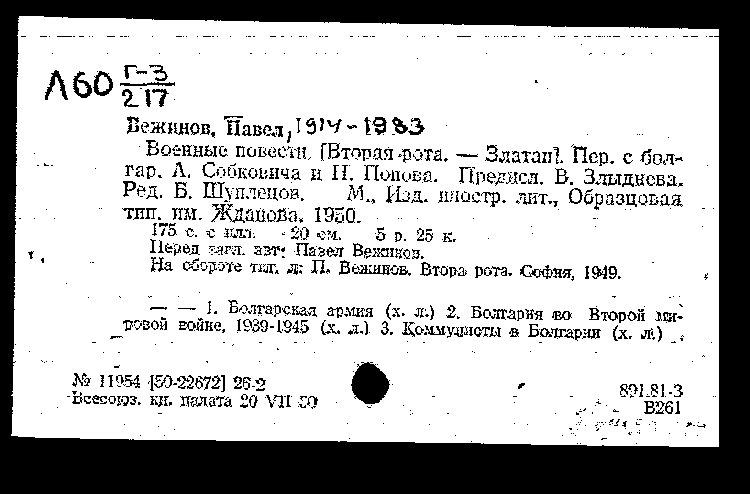 Л60 Г-3/217
Вежинов, Павел, 1914-1983
Военные повести. [Вторая рота. — Златан]. Пер. с бол-
гар. А. Собковича и Н. Попова. Предисл. В. Злыднева.
Ред. Б. Шуплецов. М., Изд. иностр. лит., Образцовая
тип. им. Жданова, 1950.
175 с. с илл. 20 см. 5 р. 25 к.
Перед загл. авт: Павел Вежинов.
На обороте тит. л: П. Вежинов. Втора рота. София, 1949.
— — 1. Болгарская армия (х. л.) 2. Болгария во Второй ми-
ровой войне, 1939-1945 (х. л.) 3. Коммунисты в Болгарии (х. л.)
№ 11954 [50-22672] 26-2
Всесоюз. кн. палата 20 VII 50
891.81-3
В261